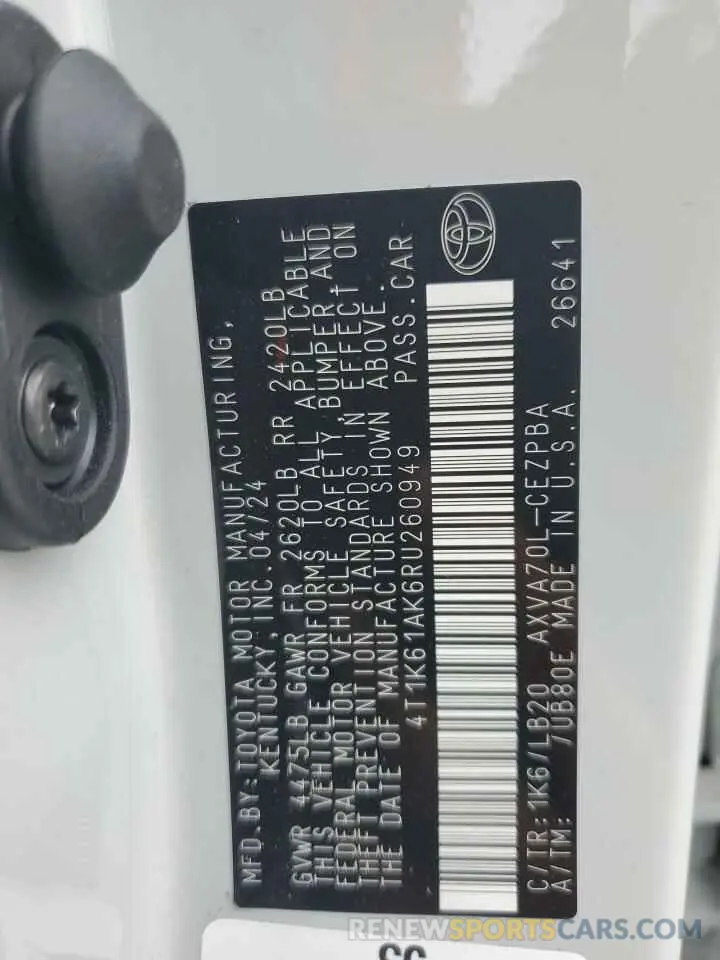 MFD.BY:TOYOTA MOTOR MANUFACTURING,
KENTUCKY,INC.04/24
GVWR 4475LB GAWR FR 2620LB RR 2420LB
THIS VEHICLE CONFORMS TO ALL APPLICABLE
FEDERAL MOTOR VEHICLE SAFETY,BUMPER,AND
THEFT PREVENTION STANDARDS IN EFFECT ON
THE DATE OF MANUFACTURE SHOWN ABOVE.
4T1K61AK6RU260949 PASS.CAR
C/TR:1K6/LB20 AXVA70L-CEZPBA 26641
A/TM: /UB80E MADE IN U.S.A.
RENEWSPORTSCARS.COM